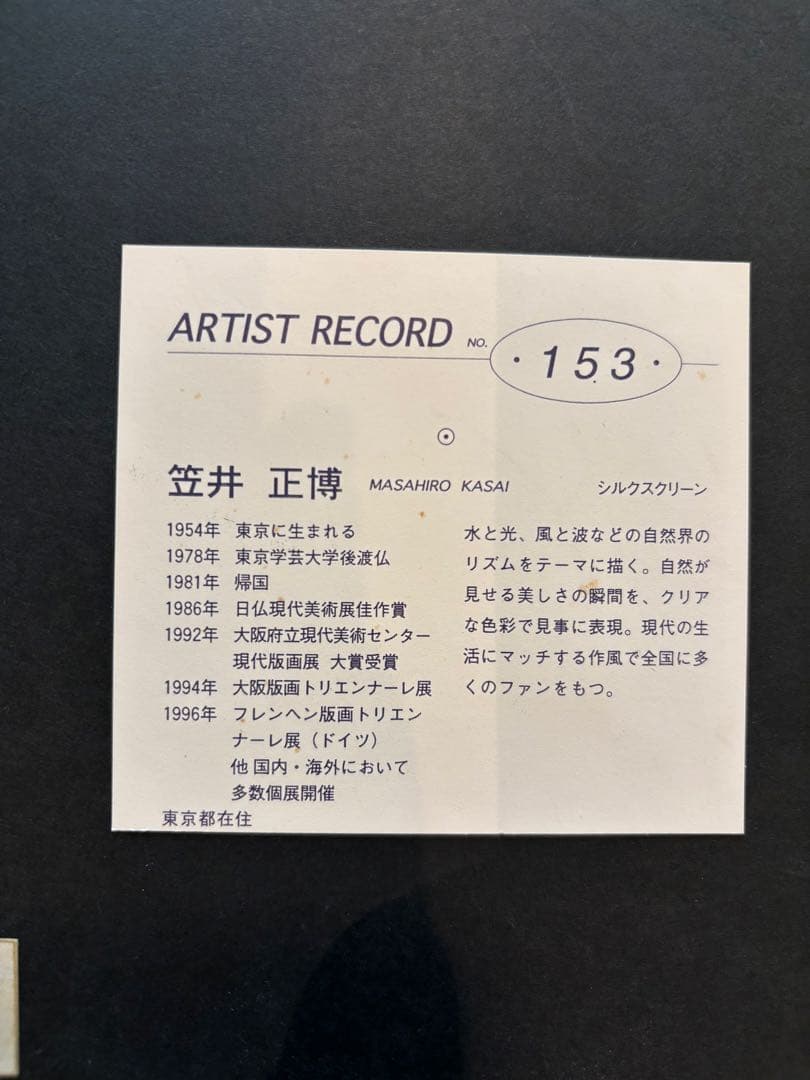 ARTIST RECORD NO. ・153・
笠井 正博 MASAHIRO KASAI シルクスクリーン
1954年 東京に生まれる
1978年 東京学芸大学後渡仏
1981年 帰国
1986年 日仏現代美術展佳作賞
1992年 大阪府立現代美術センター
現代版画展 大賞受賞
1994年 大阪版画トリエンナーレ展
1996年 フレンヘン版画トリエン
ナーレ展（ドイツ）
他 国内・海外において
多数個展開催
東京都在住
水と光、風と波などの自然界の
リズムをテーマに描く。自然が
見せる美しさの瞬間を、クリア
な色彩で見事に表現。現代の生
活にマッチする作風で全国に多
くのファンをもつ。